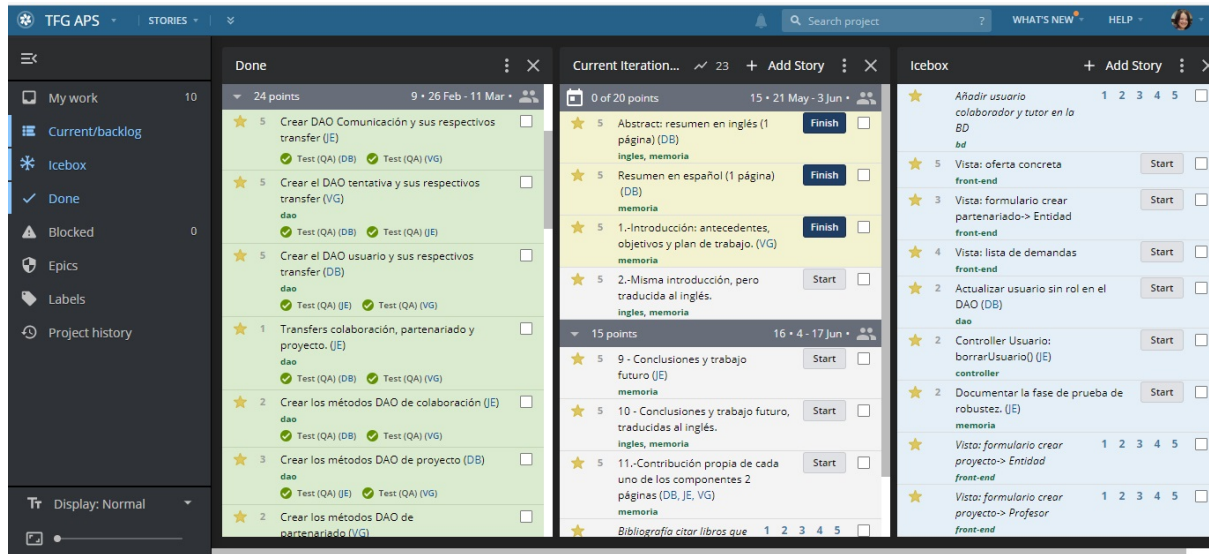 TFG APS
STORIES
Search project
?
WHAT'S NEW
HELP
My work 10
Current/backlog
Icebox
Done
Blocked 0
Epics
Labels
Project history
Display: Normal
Done
24 points 9 • 26 Feb - 11 Mar •
5 Crear DAO Comunicación y sus respectivos
transfer (JE)
Test (QA) (DB) Test (QA) (VG)
5 Crear el DAO tentativa y sus respectivos
transfer (VG)
dao
Test (QA) (DB) Test (QA) (JE)
5 Crear el DAO usuario y sus respectivos
transfer (DB)
dao
Test (QA) (JE) Test (QA) (VG)
1 Transfers colaboración, partenariado y
proyecto. (JE)
dao
Test (QA) (DB) Test (QA) (VG)
2 Crear los métodos DAO de colaboración (JE)
dao
Test (QA) (DB) Test (QA) (VG)
3 Crear los métodos DAO de proyecto (DB)
dao
Test (QA) (JE) Test (QA) (VG)
2 Crear los métodos DAO de
partenariado (VG)
Current Iteration... 23 + Add Story
0 of 20 points 15 • 21 May - 3 Jun •
5 Abstract: resumen en inglés (1 Finish
página) (DB)
ingles, memoria
5 Resumen en español (1 página) Finish
(DB)
memoria
5 1.-Introducción: antecedentes, Finish
objetivos y plan de trabajo. (VG)
memoria
5 2.-Misma introducción, pero Start
traducida al inglés.
ingles, memoria
15 points 16 • 4 - 17 Jun •
5 9 - Conclusiones y trabajo Start
futuro (JE)
memoria
5 10 - Conclusiones y trabajo futuro, Start
traducidas al inglés.
ingles, memoria
5 11.-Contribución propia de cada Start
uno de los componentes 2
páginas (DB, JE, VG)
memoria
Bibliografía citar libros que 1 2 3 4 5
Icebox + Add Story
Añadir usuario 1 2 3 4 5
colaborador y tutor en la
BD
bd
5 Vista: oferta concreta Start
front-end
3 Vista: formulario crear Start
partenariado-> Entidad
front-end
4 Vista: lista de demandas Start
front-end
2 Actualizar usuario sin rol en el Start
DAO (DB)
dao
2 Controller Usuario: Start
borrarUsuario() (JE)
controller
2 Documentar la fase de prueba de Start
robustez. (JE)
memoria
Vista: formulario crear 1 2 3 4 5
proyecto-> Entidad
front-end
Vista: formulario crear 1 2 3 4 5
proyecto-> Profesor
front-end